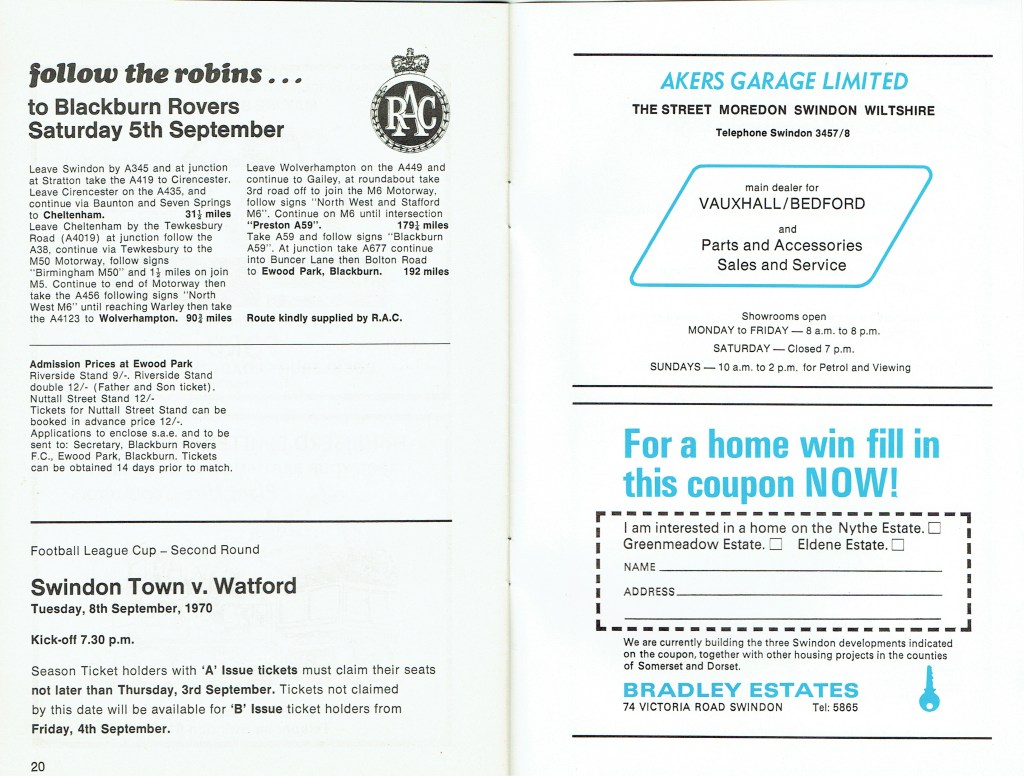 follow the robins...
to Blackburn Rovers
Saturday 5th September
RAC
Leave Swindon by A345 and at junction
at Stratton take the A419 to Cirencester.
Leave Cirencester on the A435, and
continue via Baunton and Seven Springs
to Cheltenham. 31½ miles
Leave Cheltenham by the Tewkesbury
Road (A4019) at junction follow the
A38, continue via Tewkesbury to the
M50 Motorway, follow signs
"Birmingham M50" and 1½ miles on join
M5. Continue to end of Motorway then
take the A456 following signs "North
West M6" until reaching Warley then take
the A4123 to Wolverhampton. 90¾ miles
Leave Wolverhampton on the A449 and
continue to Gailey, at roundabout take
3rd road off to join the M6 Motorway,
follow signs "North West and Stafford
M6". Continue on M6 until intersection
"Preston A59". 179¼ miles
Take A59 and follow signs "Blackburn
A59". At junction take A677 continue
into Buncer Lane then Bolton Road
to Ewood Park, Blackburn. 192 miles
Route kindly supplied by R.A.C.
Admission Prices at Ewood Park
Riverside Stand 9/-. Riverside Stand
double 12/- (Father and Son ticket).
Nuttall Street Stand 12/-
Tickets for Nuttall Street Stand can be
booked in advance price 12/-.
Applications to enclose s.a.e. and to be
sent to: Secretary, Blackburn Rovers
F.C., Ewood Park, Blackburn. Tickets
can be obtained 14 days prior to match.
Football League Cup – Second Round
Swindon Town v. Watford
Tuesday, 8th September, 1970
Kick-off 7.30 p.m.
Season Ticket holders with 'A' Issue tickets must claim their seats
not later than Thursday, 3rd September. Tickets not claimed
by this date will be available for 'B' Issue ticket holders from
Friday, 4th September.
20
AKERS GARAGE LIMITED
THE STREET MOREDON SWINDON WILTSHIRE
Telephone Swindon 3457/8
main dealer for
VAUXHALL/BEDFORD
and
Parts and Accessories
Sales and Service
Showrooms open
MONDAY to FRIDAY — 8 a.m. to 8 p.m.
SATURDAY — Closed 7 p.m.
SUNDAYS — 10 a.m. to 2 p.m. for Petrol and Viewing
For a home win fill in
this coupon NOW!
I am interested in a home on the Nythe Estate.
Greenmeadow Estate. Eldene Estate.
NAME
ADDRESS
We are currently building the three Swindon developments indicated
on the coupon, together with other housing projects in the counties
of Somerset and Dorset.
BRADLEY ESTATES
74 VICTORIA ROAD SWINDON Tel: 5865